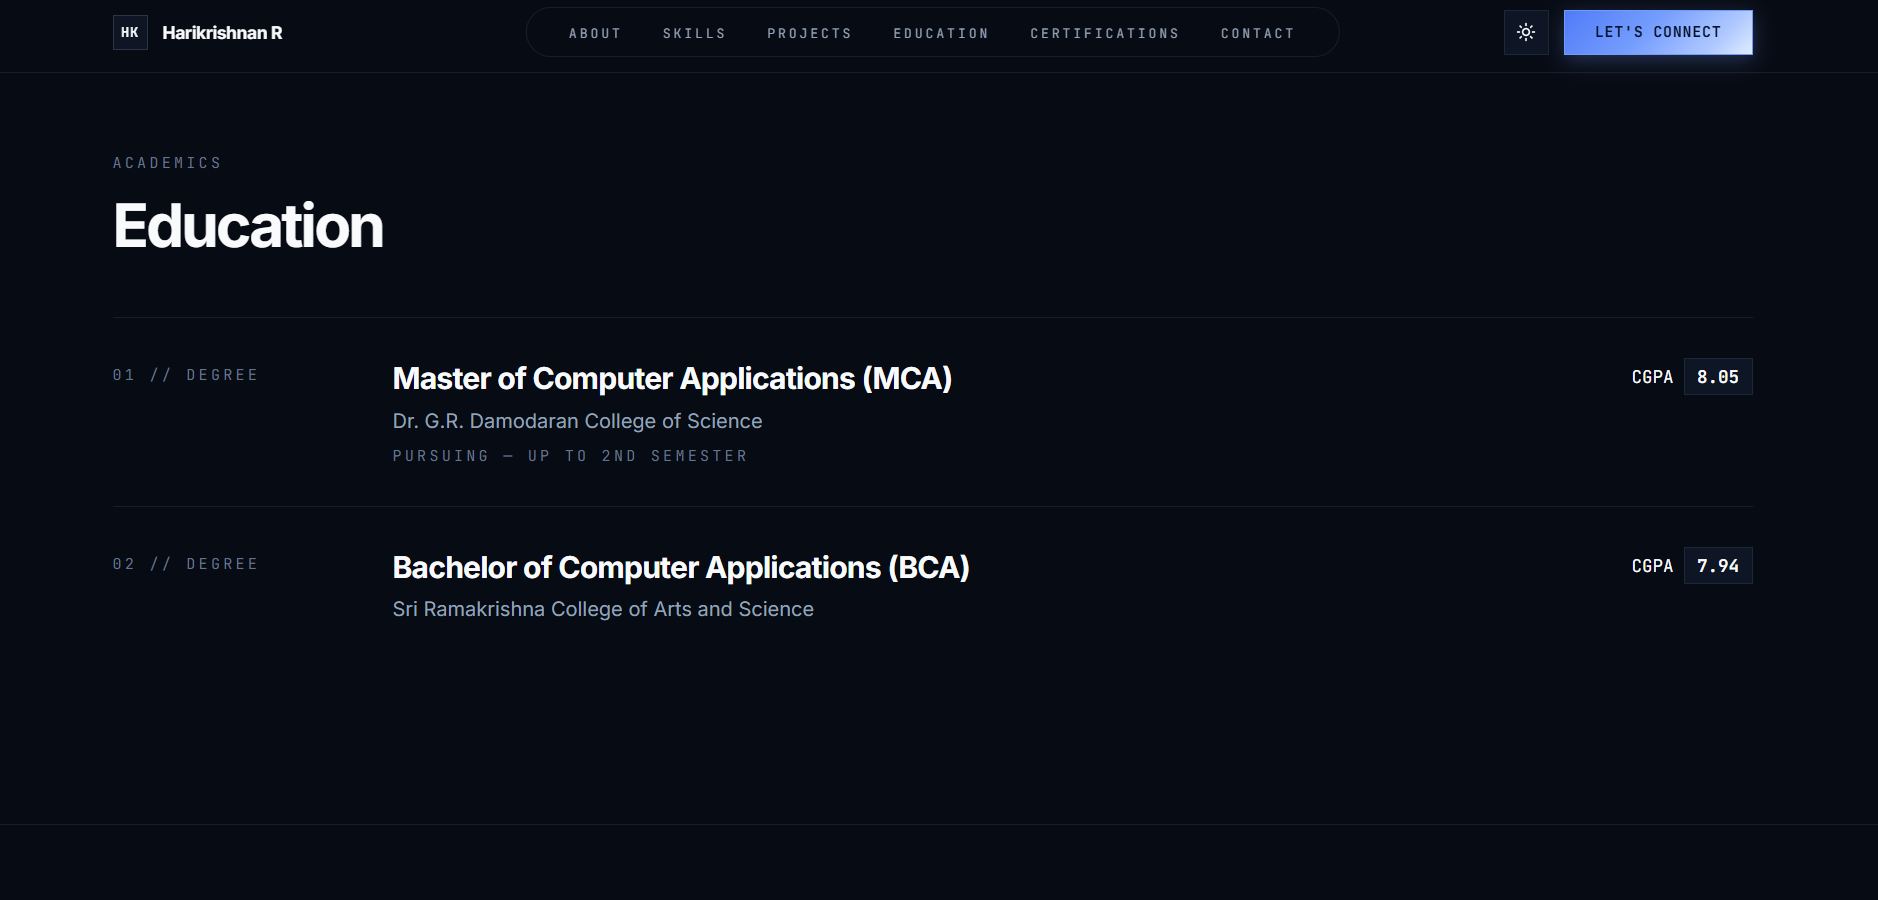 HK Harikrishnan R ABOUT SKILLS PROJECTS EDUCATION CERTIFICATIONS CONTACT LET'S CONNECT
ACADEMICS
Education
01 // DEGREE Master of Computer Applications (MCA) CGPA 8.05
Dr. G.R. Damodaran College of Science
PURSUING — UP TO 2ND SEMESTER
02 // DEGREE Bachelor of Computer Applications (BCA) CGPA 7.94
Sri Ramakrishna College of Arts and Science